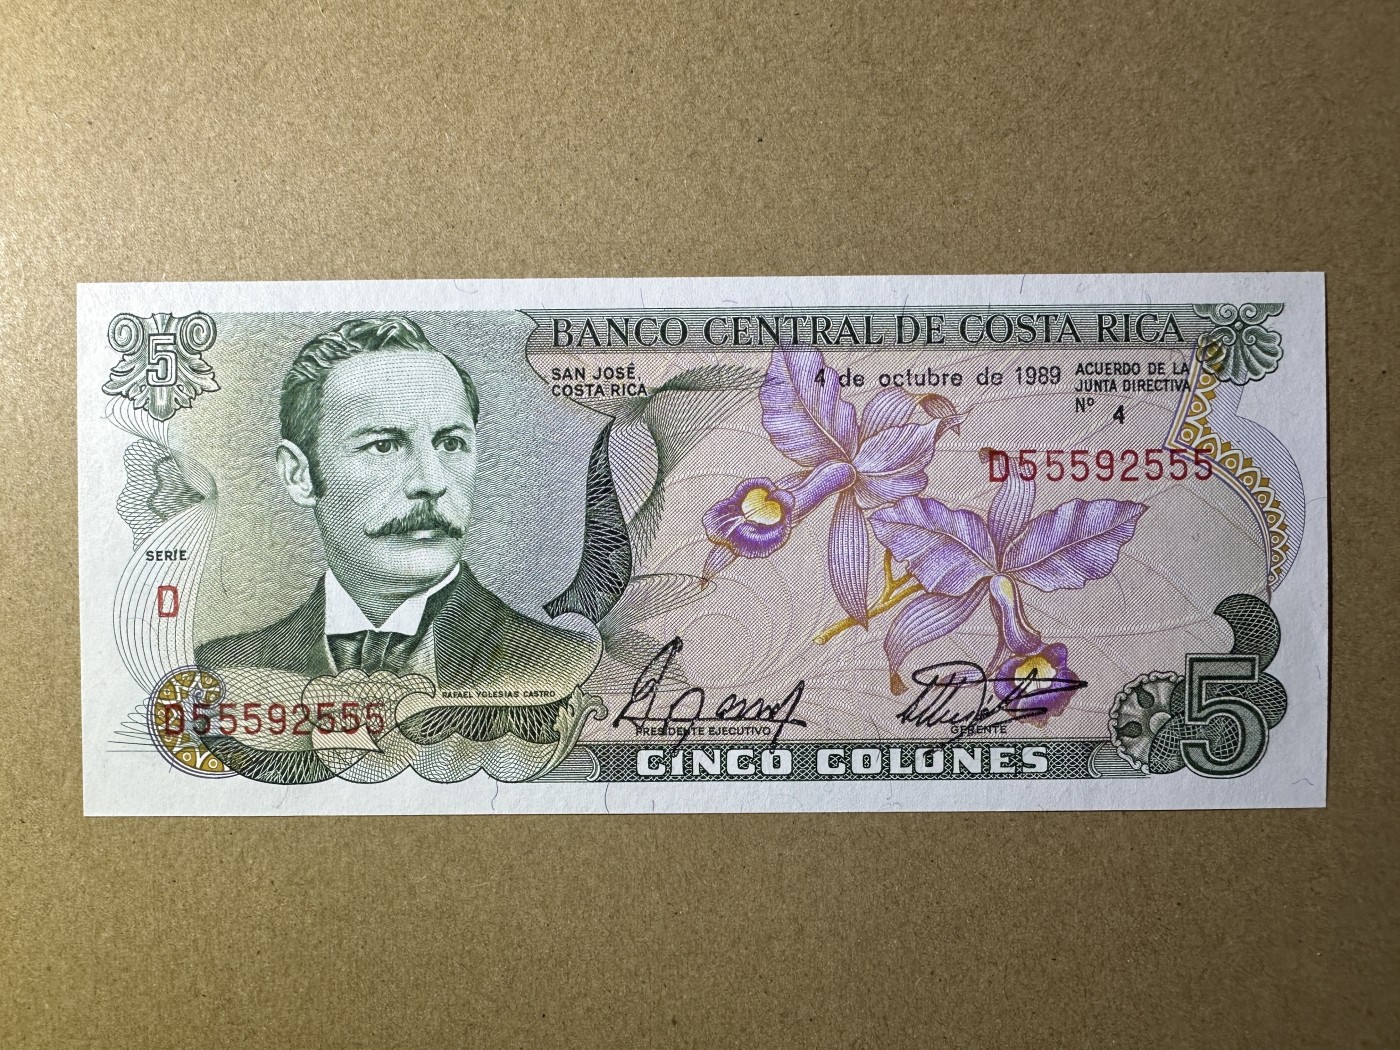 5
BANCO CENTRAL DE COSTA RICA
SAN JOSÉ,
COSTA RICA
4 de octubre de 1989
ACUERDO DE LA
JUNTA DIRECTIVA
Nº 4
D55592555
SERIE
D
RAFAEL YGLESIAS CASTRO
D55592555
PRESIDENTE EJECUTIVO
GERENTE
CINCO COLONES
5